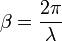 β = 2π/λ